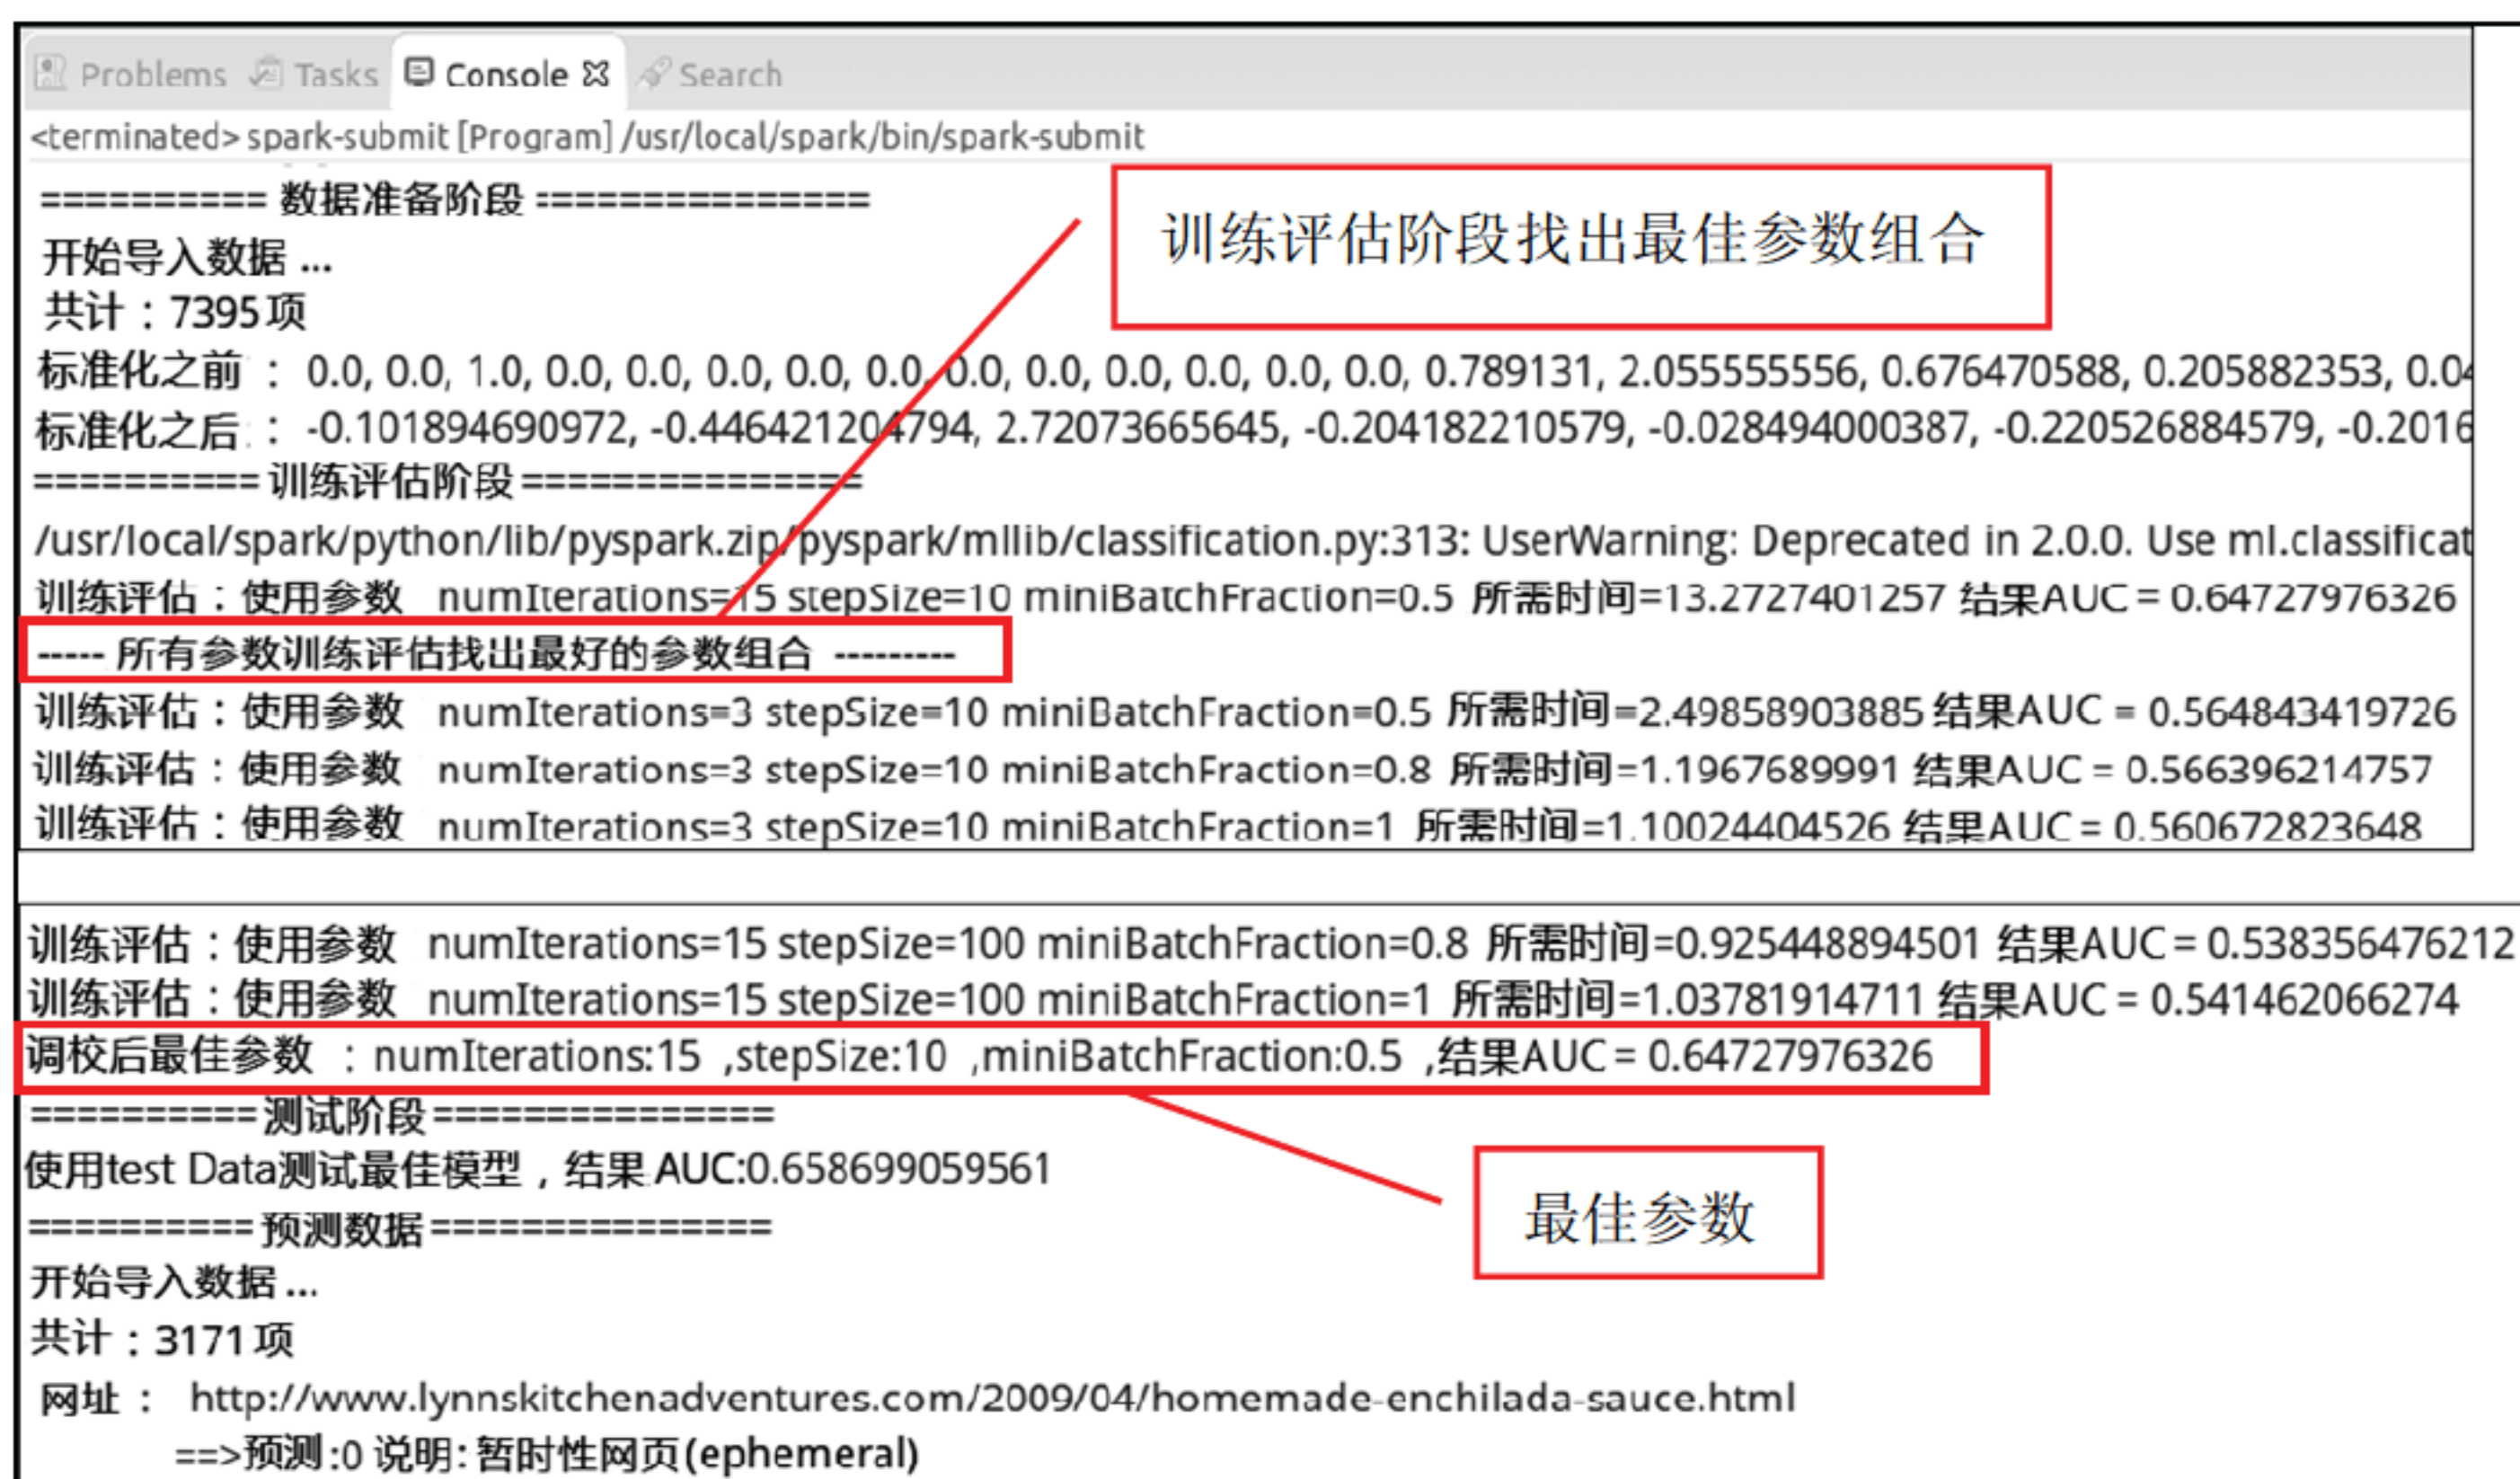 Problems Tasks Console Search
<terminated> spark-submit [Program] /usr/local/spark/bin/spark-submit
========== 数据准备阶段 ===============
训练评估阶段找出最佳参数组合
开始导入数据 ...
共计：7395项
标准化之前 ： 0.0, 0.0, 1.0, 0.0, 0.0, 0.0, 0.0, 0.0, 0.0, 0.0, 0.0, 0.0, 0.0, 0.0, 0.789131, 2.055555556, 0.676470588, 0.205882353, 0.04
标准化之后 ： -0.101894690972, -0.446421204794, 2.72073665645, -0.204182210579, -0.028494000387, -0.220526884579, -0.2016
========== 训练评估阶段 ===============
/usr/local/spark/python/lib/pyspark.zip/pyspark/mllib/classification.py:313: UserWarning: Deprecated in 2.0.0. Use ml.classificat
训练评估：使用参数 numIterations=15 stepSize=10 miniBatchFraction=0.5 所需时间=13.2727401257 结果AUC = 0.64727976326
----- 所有参数训练评估找出最好的参数组合 ---------
训练评估：使用参数 numIterations=3 stepSize=10 miniBatchFraction=0.5 所需时间=2.49858903885 结果AUC = 0.564843419726
训练评估：使用参数 numIterations=3 stepSize=10 miniBatchFraction=0.8 所需时间=1.1967689991 结果AUC = 0.566396214757
训练评估：使用参数 numIterations=3 stepSize=10 miniBatchFraction=1 所需时间=1.10024404526 结果AUC = 0.560672823648
训练评估：使用参数 numIterations=15 stepSize=100 miniBatchFraction=0.8 所需时间=0.925448894501 结果AUC = 0.538356476212
训练评估：使用参数 numIterations=15 stepSize=100 miniBatchFraction=1 所需时间=1.03781914711 结果AUC = 0.541462066274
调校后最佳参数 ：numIterations:15 ,stepSize:10 ,miniBatchFraction:0.5 ,结果AUC = 0.64727976326
========== 测试阶段 ===============
使用test Data测试最佳模型，结果 AUC:0.658699059561
最佳参数
========== 预测数据 ===============
开始导入数据 ...
共计：3171项
网址： http://www.lynnskitchenadventures.com/2009/04/homemade-enchilada-sauce.html
==>预测:0 说明: 暂时性网页(ephemeral)